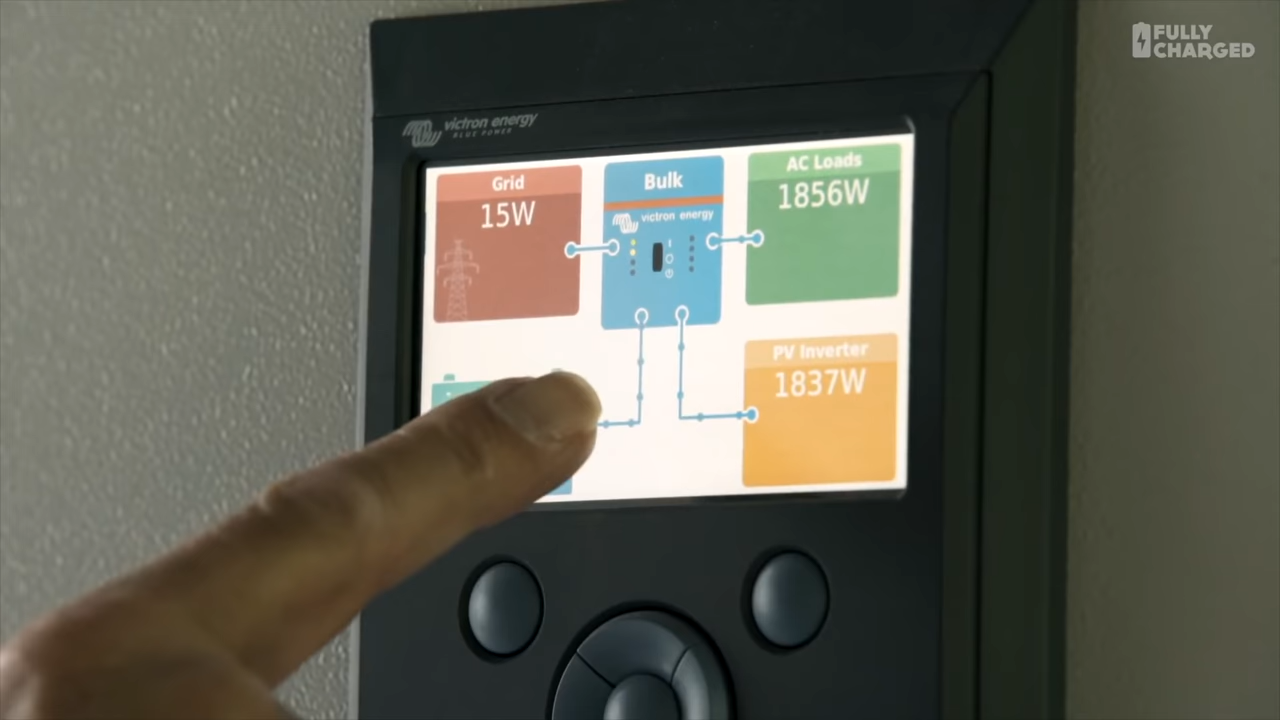 FULLY
CHARGED
victron energy
BLUE POWER
Grid
15W
Bulk
victron energy
AC Loads
1856W
PV Inverter
1837W